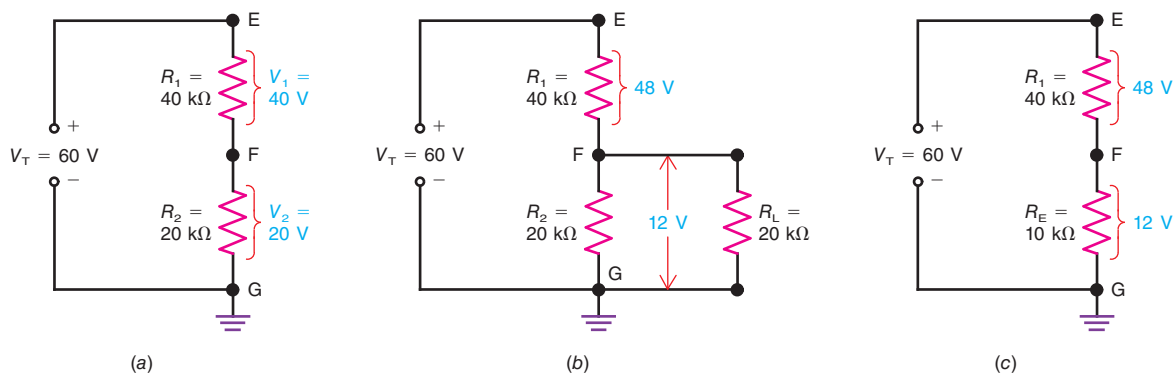 E
R1 =
40 kΩ
V1 =
40 V
+
VT = 60 V
−
F
R2 =
20 kΩ
V2 =
20 V
G
(a)
E
R1 =
40 kΩ
48 V
+
VT = 60 V
−
F
R2 =
20 kΩ
12 V
RL =
20 kΩ
G
(b)
E
R1 =
40 kΩ
48 V
+
VT = 60 V
−
F
RE =
10 kΩ
12 V
G
(c)